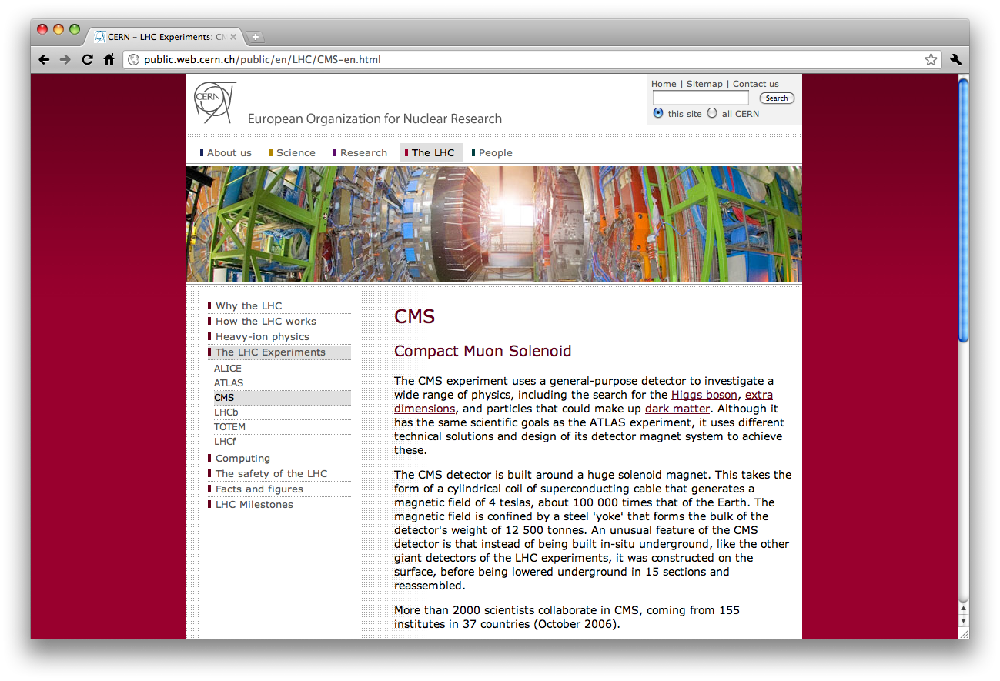 CERN – LHC Experiments: CM
public.web.cern.ch/public/en/LHC/CMS-en.html
CERN
European Organization for Nuclear Research
Home | Sitemap | Contact us
Search
this site all CERN
About us Science Research The LHC People
Why the LHC
How the LHC works
Heavy-ion physics
The LHC Experiments
ALICE
ATLAS
CMS
LHCb
TOTEM
LHCf
Computing
The safety of the LHC
Facts and figures
LHC Milestones
CMS
Compact Muon Solenoid
The CMS experiment uses a general-purpose detector to investigate a
wide range of physics, including the search for the Higgs boson, extra
dimensions, and particles that could make up dark matter. Although it
has the same scientific goals as the ATLAS experiment, it uses different
technical solutions and design of its detector magnet system to achieve
these.
The CMS detector is built around a huge solenoid magnet. This takes the
form of a cylindrical coil of superconducting cable that generates a
magnetic field of 4 teslas, about 100 000 times that of the Earth. The
magnetic field is confined by a steel 'yoke' that forms the bulk of the
detector's weight of 12 500 tonnes. An unusual feature of the CMS
detector is that instead of being built in-situ underground, like the other
giant detectors of the LHC experiments, it was constructed on the
surface, before being lowered underground in 15 sections and
reassembled.
More than 2000 scientists collaborate in CMS, coming from 155
institutes in 37 countries (October 2006).